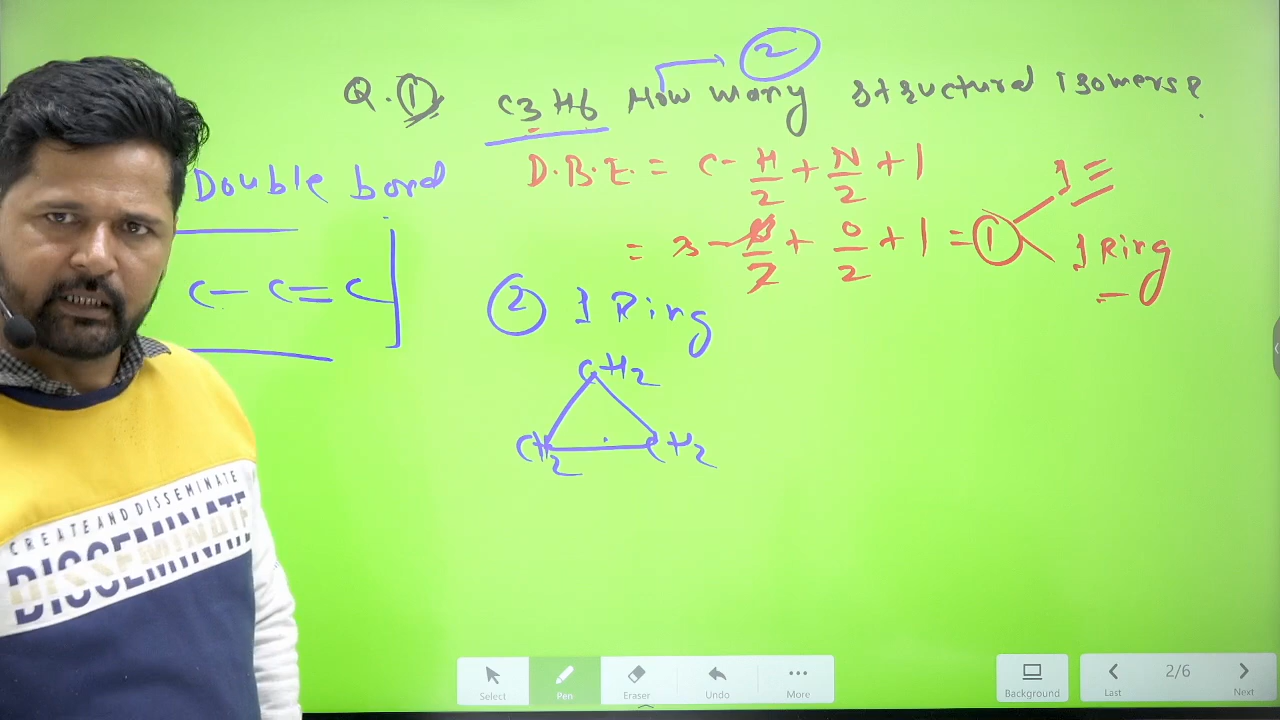 2
Q. 1 C3H6 How many structural isomers?
D.B.E. = C - H/2 + N/2 + 1
= 3 - 6/2 + 0/2 + 1 = 1
1 =
1 Ring
Double bond
C - C = C
2 1 Ring
CH2
CH2 CH2
CREATE AND DISSEMINATE
DISSEMINATE
Select Pen Eraser Undo More
Background
Last 2/6 Next